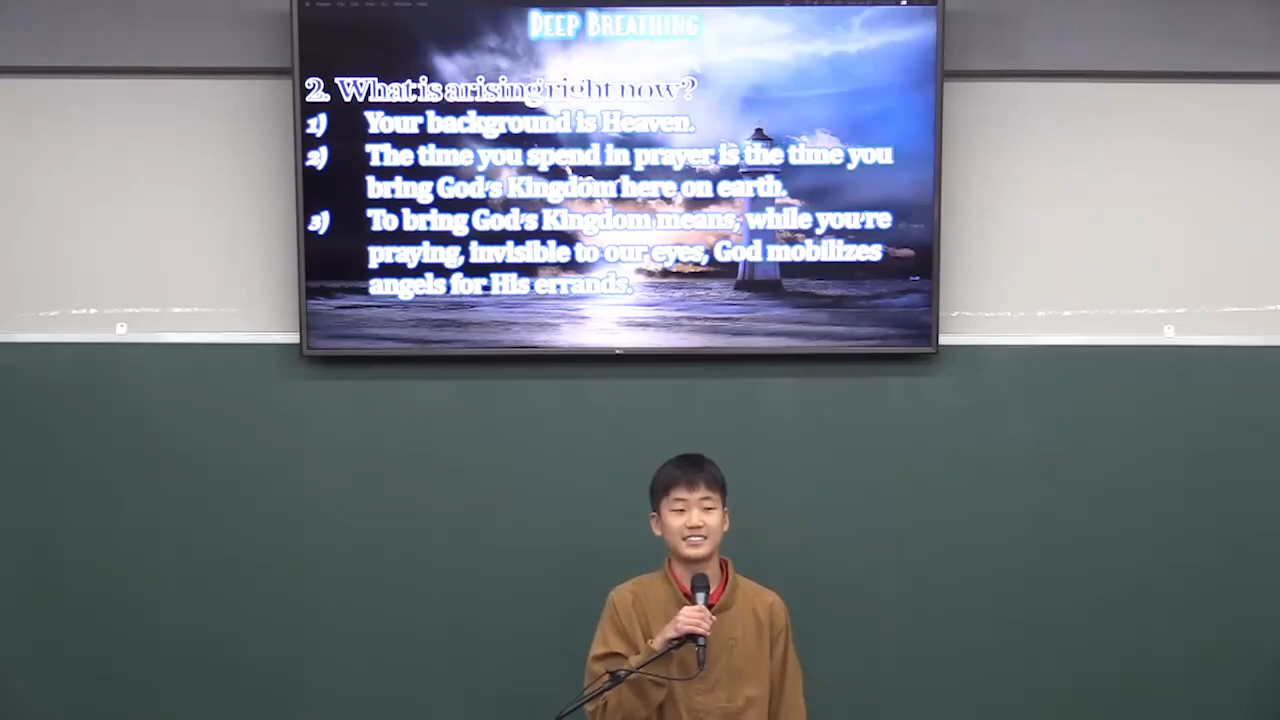 DEEP BREATHING
2. What is arising right now?
1) Your background is Heaven.
2) The time you spend in prayer is the time you
bring God's Kingdom here on earth.
3) To bring God's Kingdom means, while you're
praying, invisible to our eyes, God mobilizes
angels for His errands.